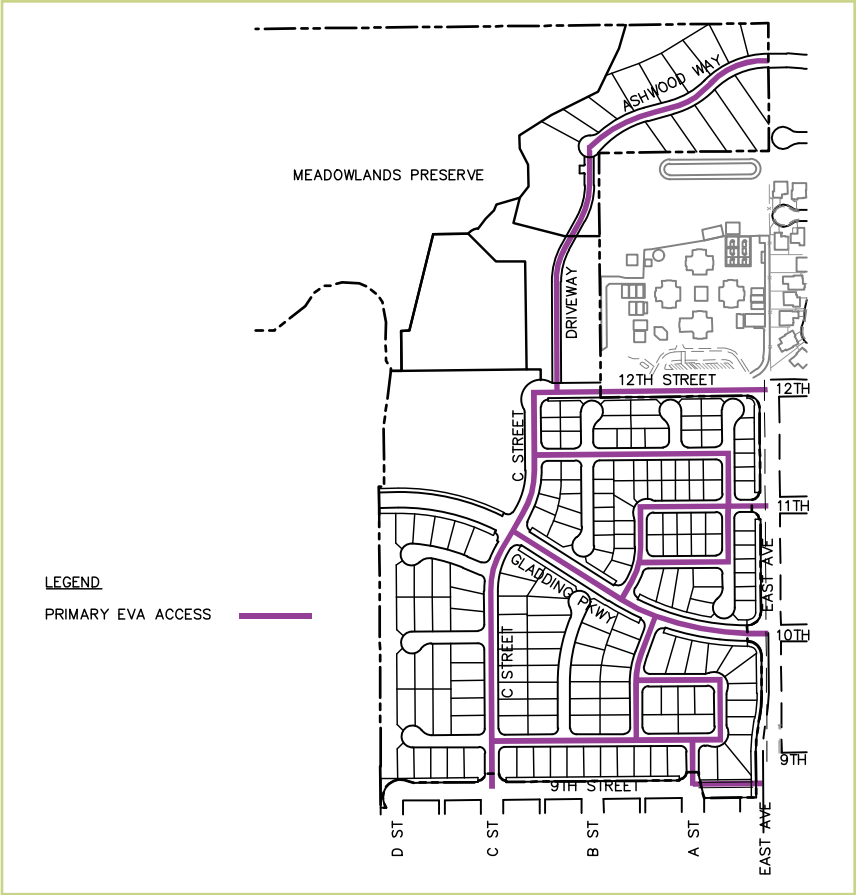 ASHWOOD WAY
MEADOWLANDS PRESERVE
DRIVEWAY
12TH STREET
12TH
C STREET
11TH
EAST AVE
GLADDING PKWY
LEGEND
PRIMARY EVA ACCESS
10TH
C STREET
9TH
9TH STREET
D ST
C ST
B ST
A ST
EAST AVE